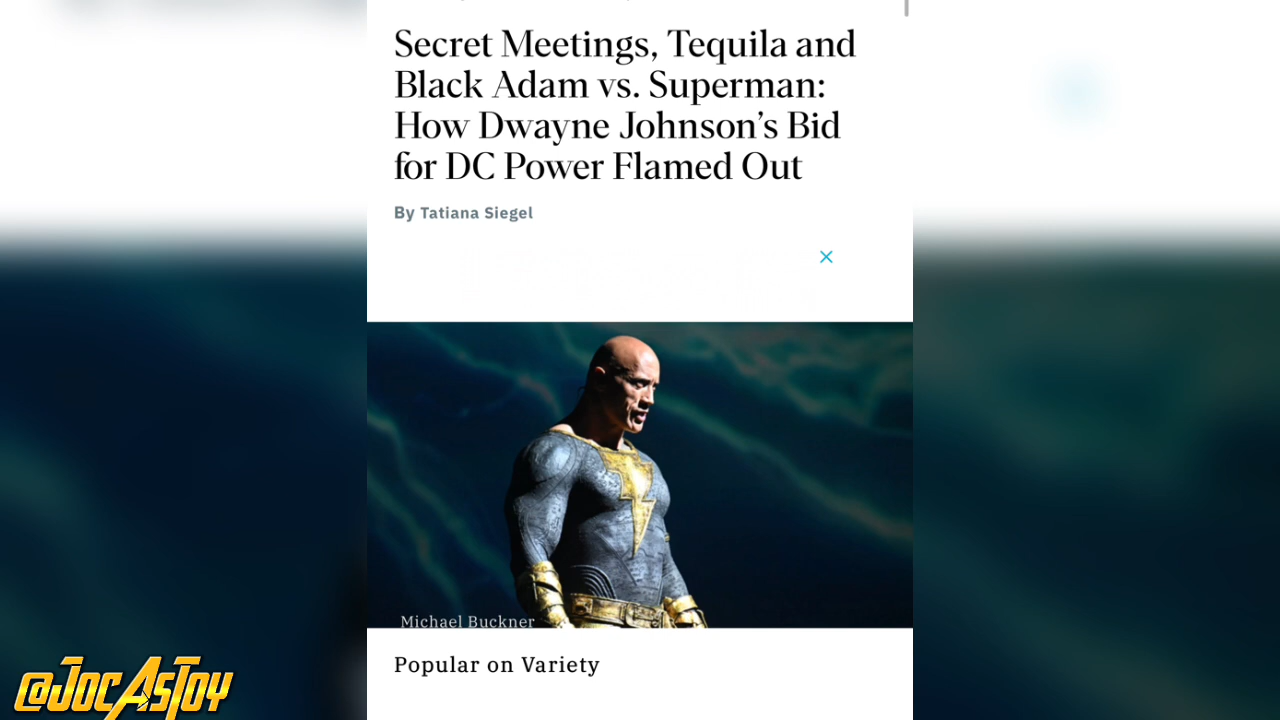 Secret Meetings, Tequila and
Black Adam vs. Superman:
How Dwayne Johnson's Bid
for DC Power Flamed Out
By Tatiana Siegel
Michael Buckner
Popular on Variety
@JocAsToy